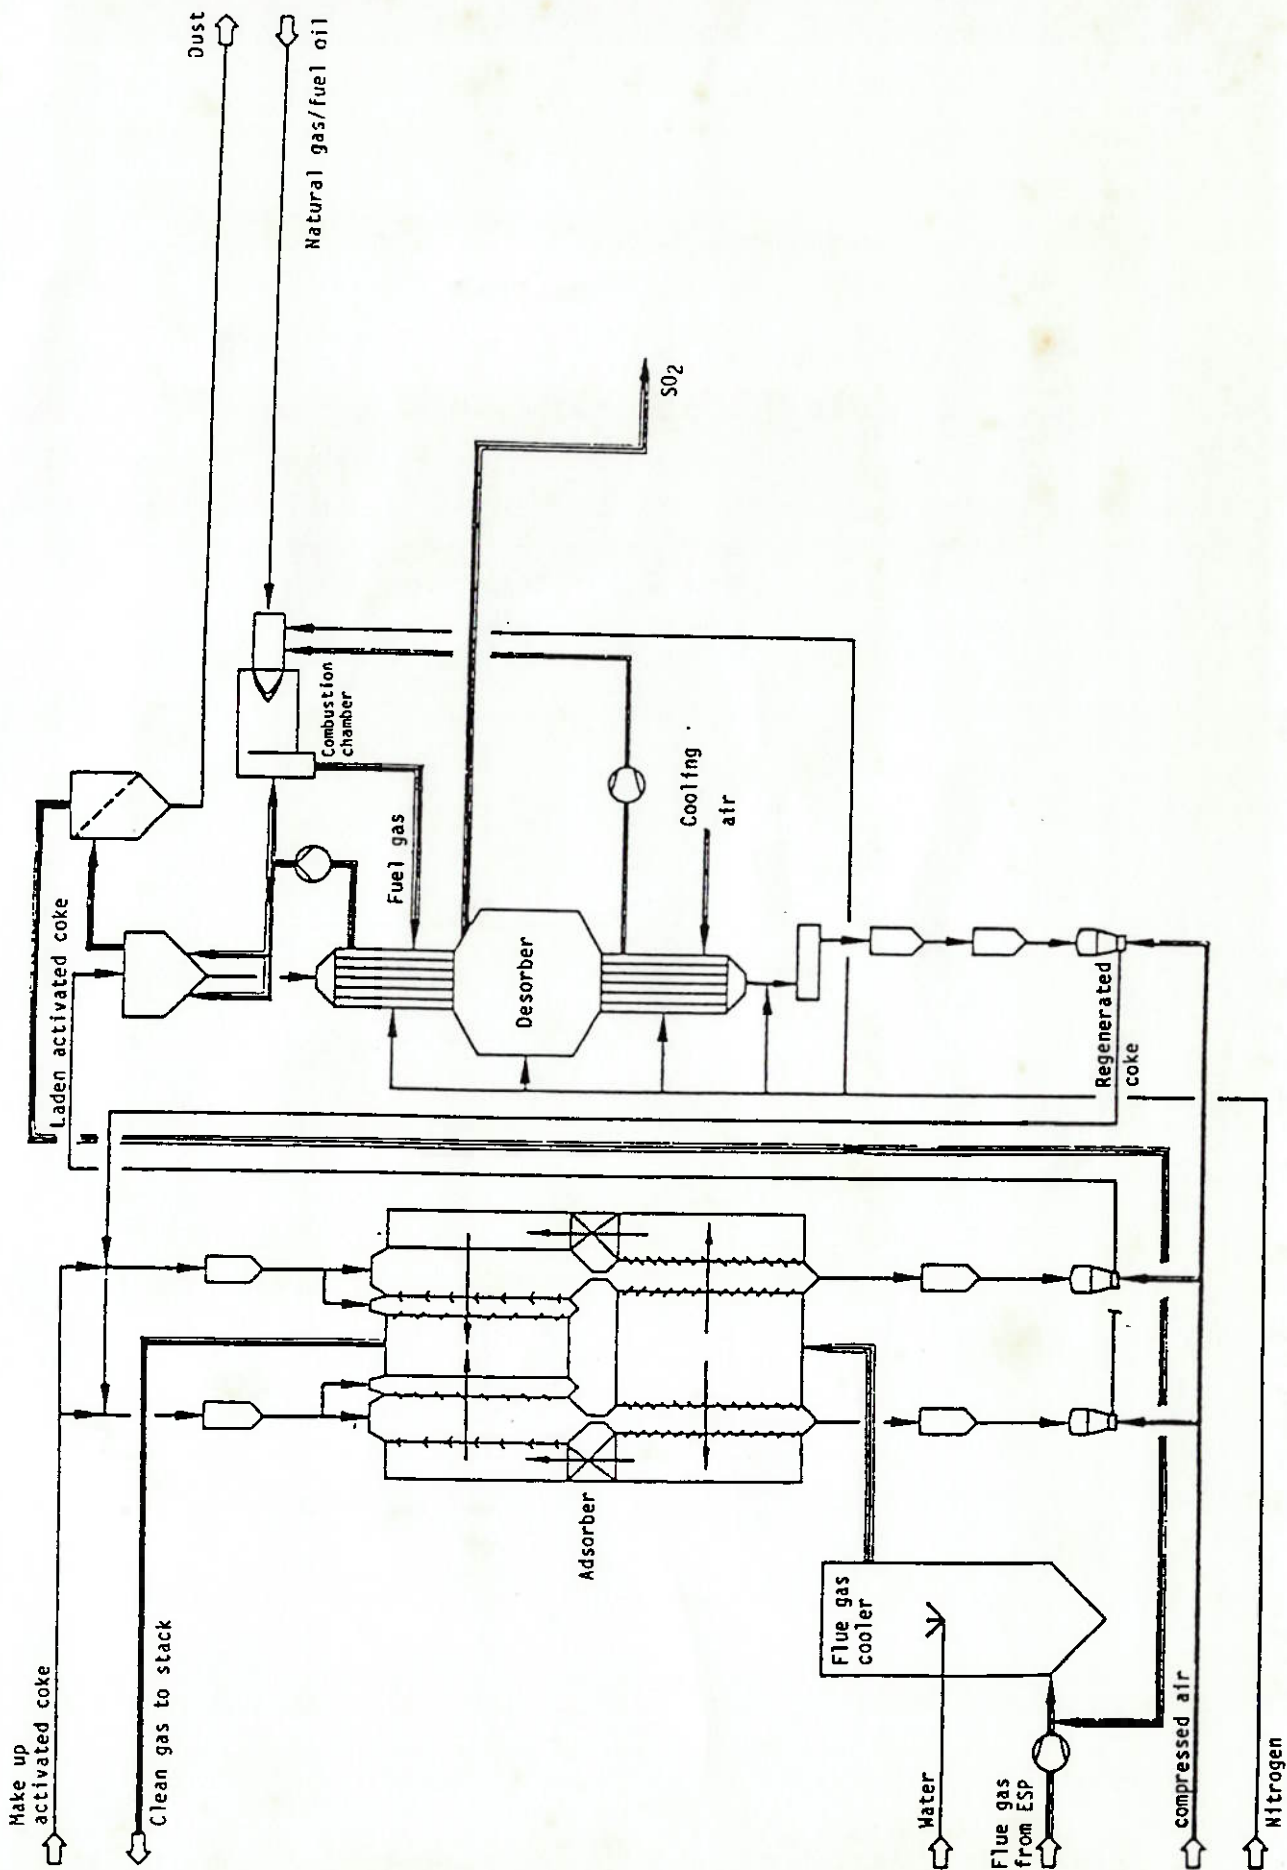 Make up
activated coke
Clean gas to stack
Laden activated coke
Dust
Natural gas/fuel oil
Combustion
chamber
Fuel gas
SO2
Desorber
Cooling
air
Regenerated
coke
Adsorber
Flue gas
cooler
Water
Flue gas
from ESP
compressed air
Nitrogen